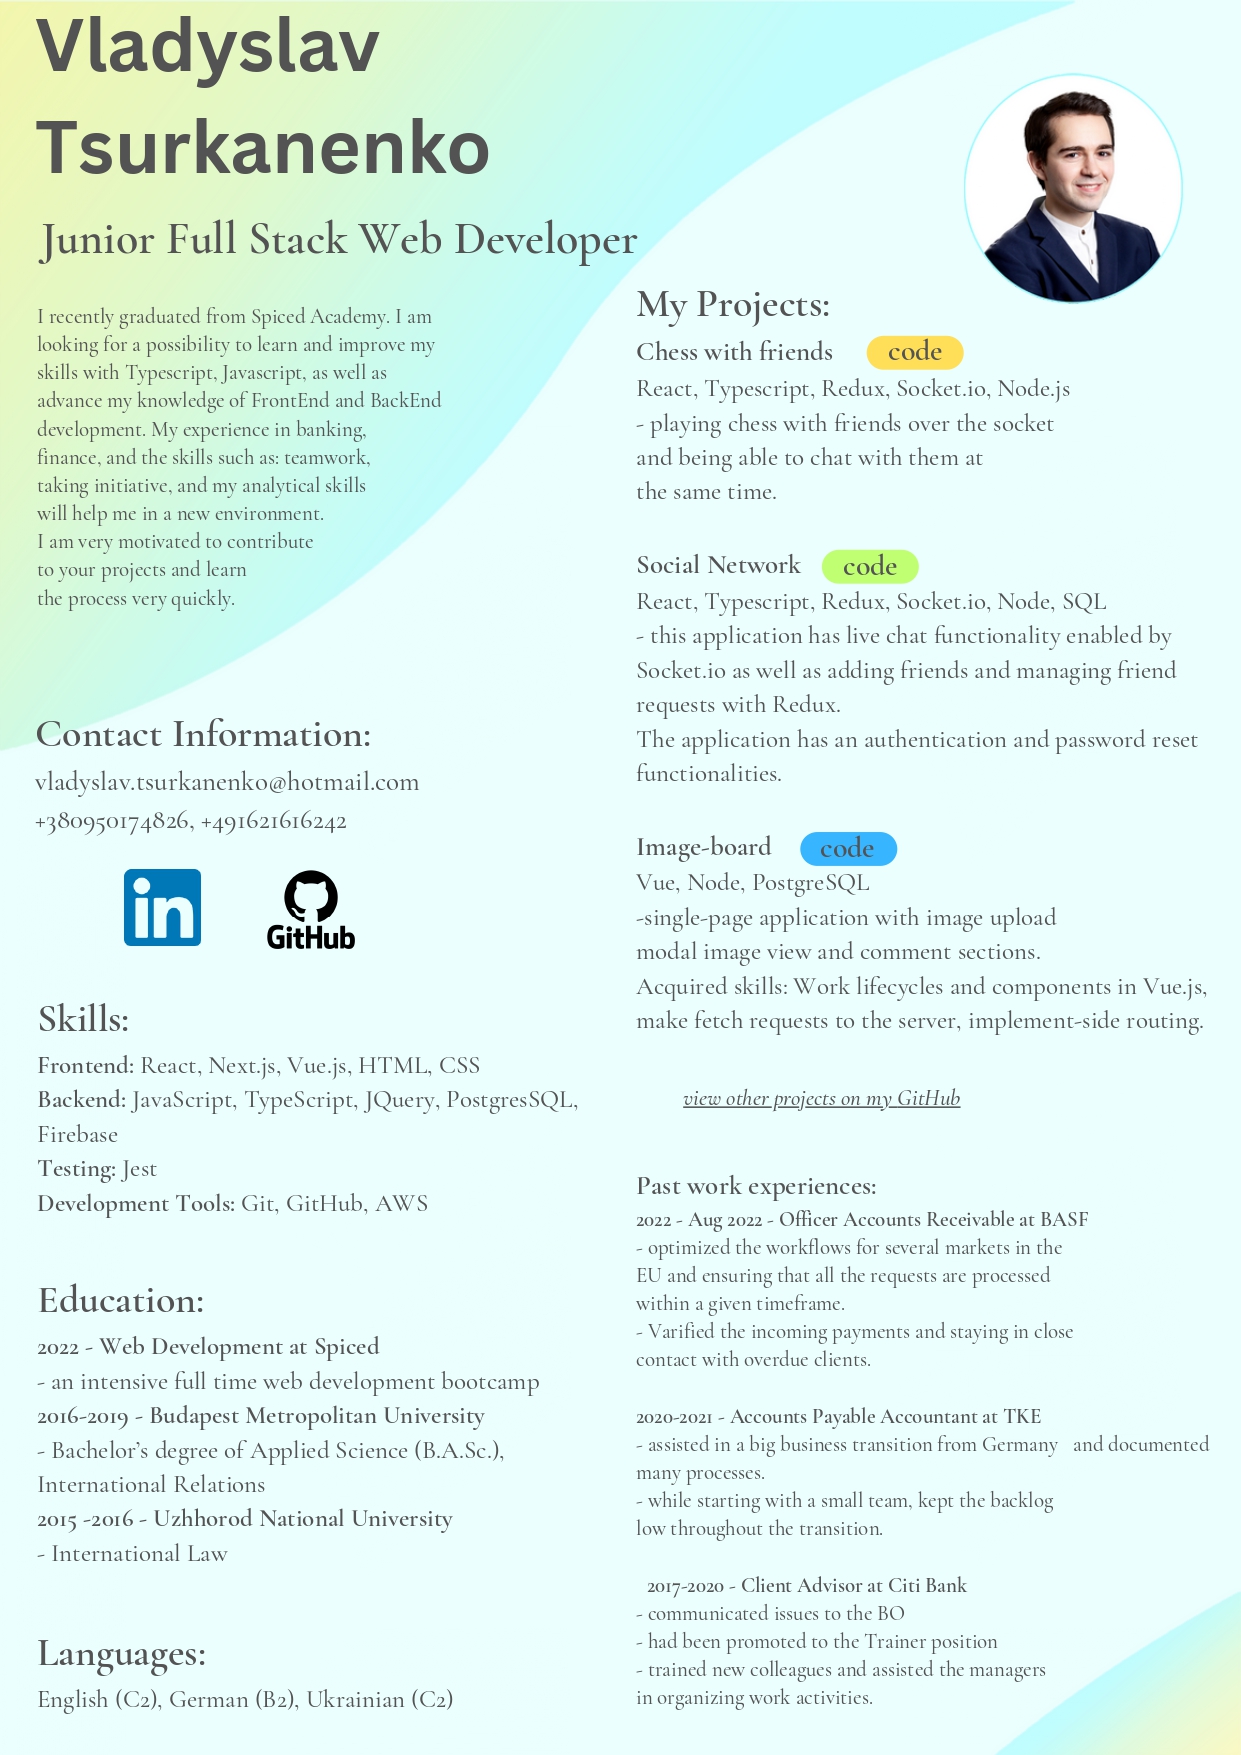 Vladyslav
Tsurkanenko
Junior Full Stack Web Developer
I recently graduated from Spiced Academy. I am
looking for a possibility to learn and improve my
skills with Typescript, Javascript, as well as
advance my knowledge of FrontEnd and BackEnd
development. My experience in banking,
finance, and the skills such as: teamwork,
taking initiative, and my analytical skills
will help me in a new environment.
I am very motivated to contribute
to your projects and learn
the process very quickly.
Contact Information:
vladyslav.tsurkanenko@hotmail.com
+380950174826, +491621616242
in
GitHub
Skills:
Frontend: React, Next.js, Vue.js, HTML, CSS
Backend: JavaScript, TypeScript, JQuery, PostgresSQL,
Firebase
Testing: Jest
Development Tools: Git, GitHub, AWS
Education:
2022 - Web Development at Spiced
- an intensive full time web development bootcamp
2016-2019 - Budapest Metropolitan University
- Bachelor’s degree of Applied Science (B.A.Sc.),
International Relations
2015 -2016 - Uzhhorod National University
- International Law
Languages:
English (C2), German (B2), Ukrainian (C2)
My Projects:
Chess with friends code
React, Typescript, Redux, Socket.io, Node.js
- playing chess with friends over the socket
and being able to chat with them at
the same time.
Social Network code
React, Typescript, Redux, Socket.io, Node, SQL
- this application has live chat functionality enabled by
Socket.io as well as adding friends and managing friend
requests with Redux.
The application has an authentication and password reset
functionalities.
Image-board code
Vue, Node, PostgreSQL
-single-page application with image upload
modal image view and comment sections.
Acquired skills: Work lifecycles and components in Vue.js,
make fetch requests to the server, implement-side routing.
view other projects on my GitHub
Past work experiences:
2022 - Aug 2022 - Officer Accounts Receivable at BASF
- optimized the workflows for several markets in the
EU and ensuring that all the requests are processed
within a given timeframe.
- Varified the incoming payments and staying in close
contact with overdue clients.
2020-2021 - Accounts Payable Accountant at TKE
- assisted in a big business transition from Germany and documented
many processes.
- while starting with a small team, kept the backlog
low throughout the transition.
2017-2020 - Client Advisor at Citi Bank
- communicated issues to the BO
- had been promoted to the Trainer position
- trained new colleagues and assisted the managers
in organizing work activities.